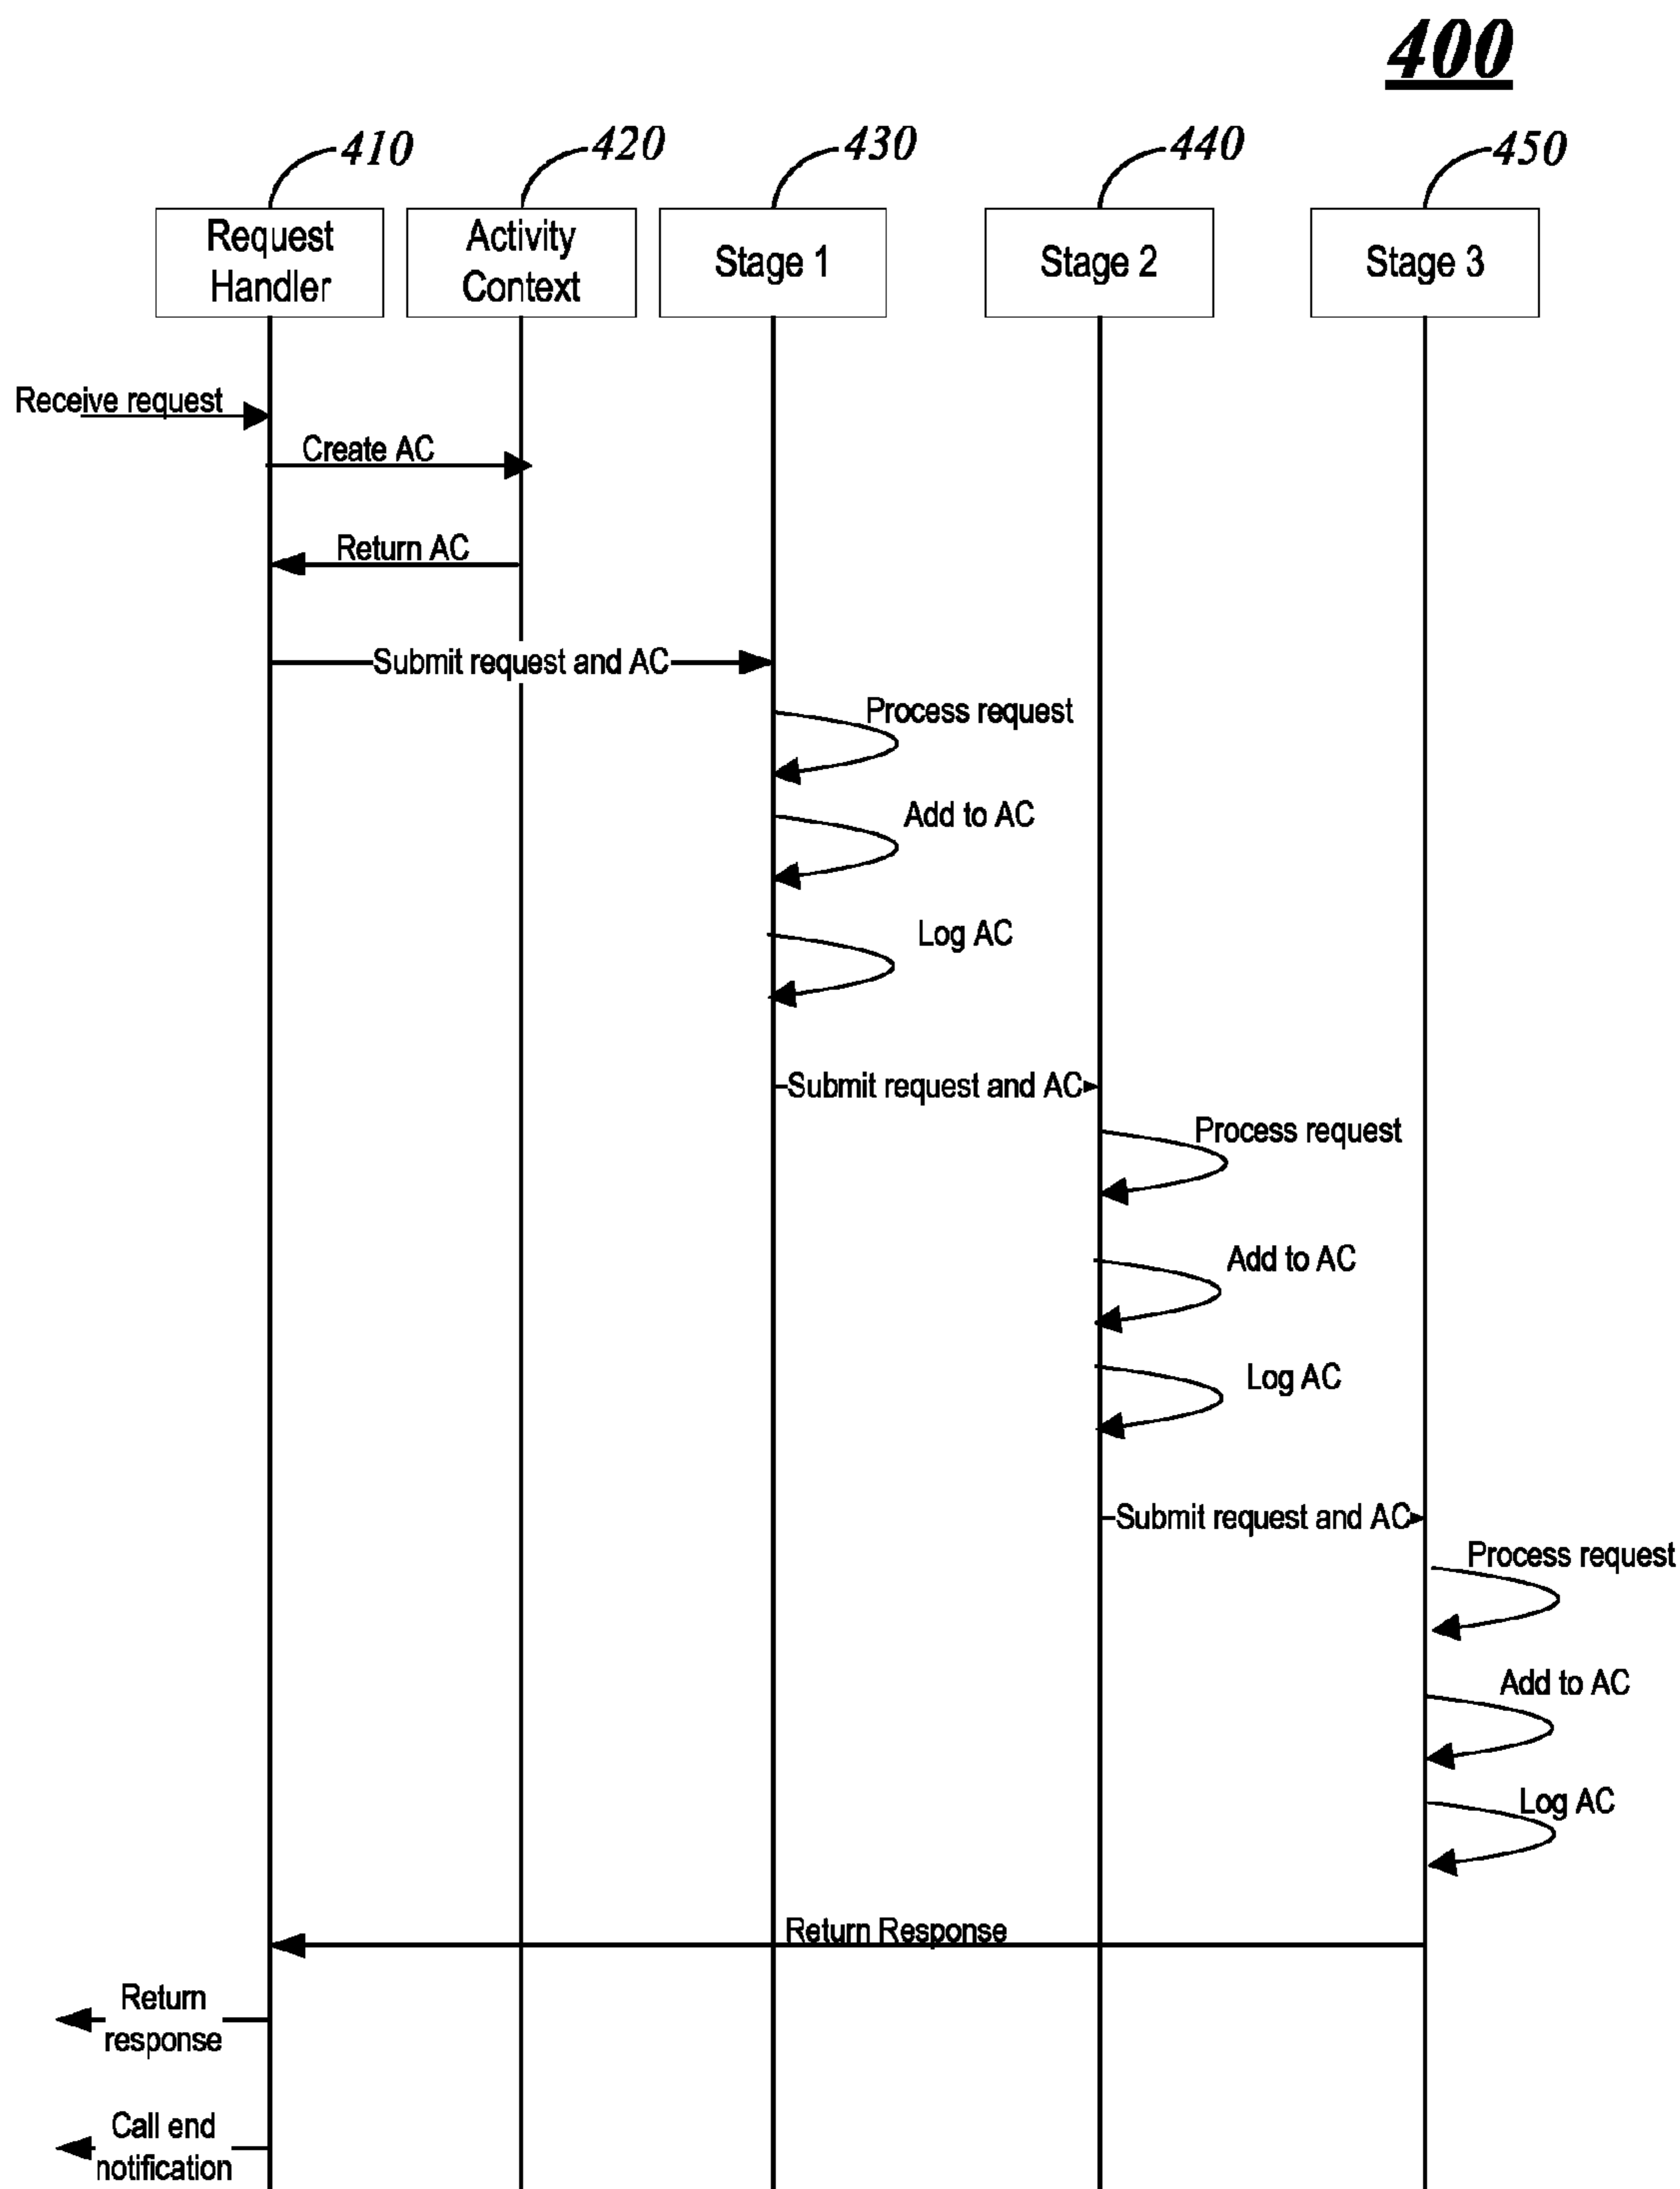 400
410
420
430
440
450
Request
Handler
Activity
Context
Stage 1
Stage 2
Stage 3
Receive request
Create AC
Return AC
Submit request and AC
Process request
Add to AC
Log AC
Submit request and AC
Process request
Add to AC
Log AC
Submit request and AC
Process request
Add to AC
Log AC
Return Response
Return
response
Call end
notification